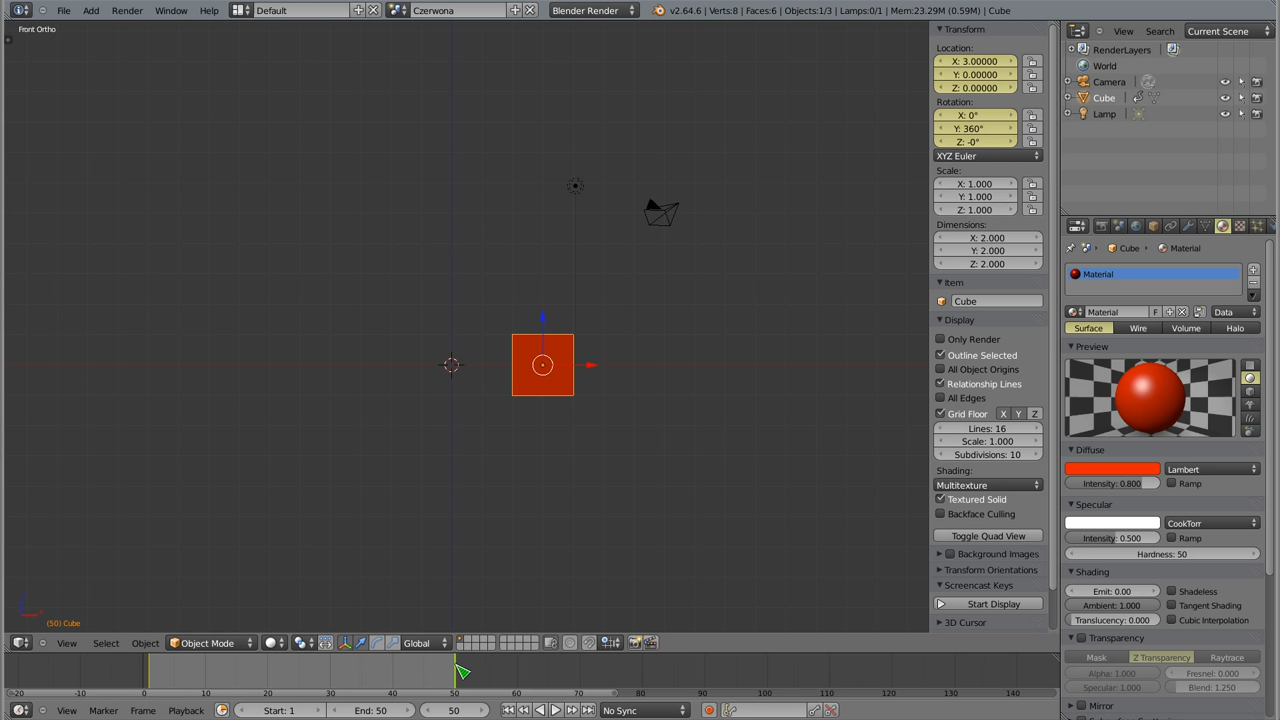 File Add Render Window Help Default Czerwona Blender Render v2.64.6 | Verts:8 | Faces:6 | Objects:1/3 | Lamps:0/1 | Mem:23.29M (0.59M) | Cube
Front Ortho
(50) Cube
View Select Object Object Mode Global
-20 -10 0 10 20 30 40 50 60 70 80 90 100 110 120 130 140
View Marker Frame Playback Start: 1 End: 50 50 No Sync
Transform
Location:
X: 3.00000
Y: 0.00000
Z: 0.00000
Rotation:
X: 0°
Y: 360°
Z: -0°
XYZ Euler
Scale:
X: 1.000
Y: 1.000
Z: 1.000
Dimensions:
X: 2.000
Y: 2.000
Z: 2.000
Item
Cube
Display
Only Render
Outline Selected
All Object Origins
Relationship Lines
All Edges
Grid Floor X Y Z
Lines: 16
Scale: 1.000
Subdivisions: 10
Shading:
Multitexture
Textured Solid
Backface Culling
Toggle Quad View
Background Images
Transform Orientations
Screencast Keys
Start Display
3D Cursor
View Search Current Scene
RenderLayers |
World
Camera |
Cube |
Lamp |
Cube Material
Material
Material F Data
Surface Wire Volume Halo
Preview
Diffuse
Lambert
Intensity: 0.800 Ramp
Specular
CookTorr
Intensity: 0.500 Ramp
Hardness: 50
Shading
Emit: 0.00 Shadeless
Ambient: 1.000 Tangent Shading
Translucency: 0.000 Cubic Interpolation
Transparency
Mask Z Transparency Raytrace
Alpha: 1.000 Fresnel: 0.000
Specular: 1.000 Blend: 1.250
Mirror